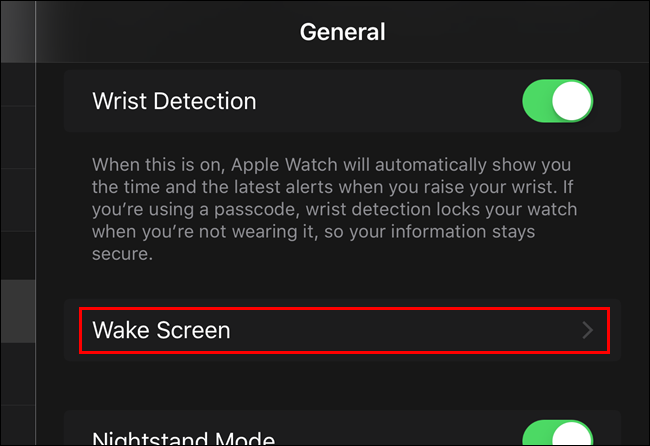 General
Wrist Detection
When this is on, Apple Watch will automatically show you
the time and the latest alerts when you raise your wrist. If
you’re using a passcode, wrist detection locks your watch
when you’re not wearing it, so your information stays
secure.
Wake Screen
Nightstand Mode